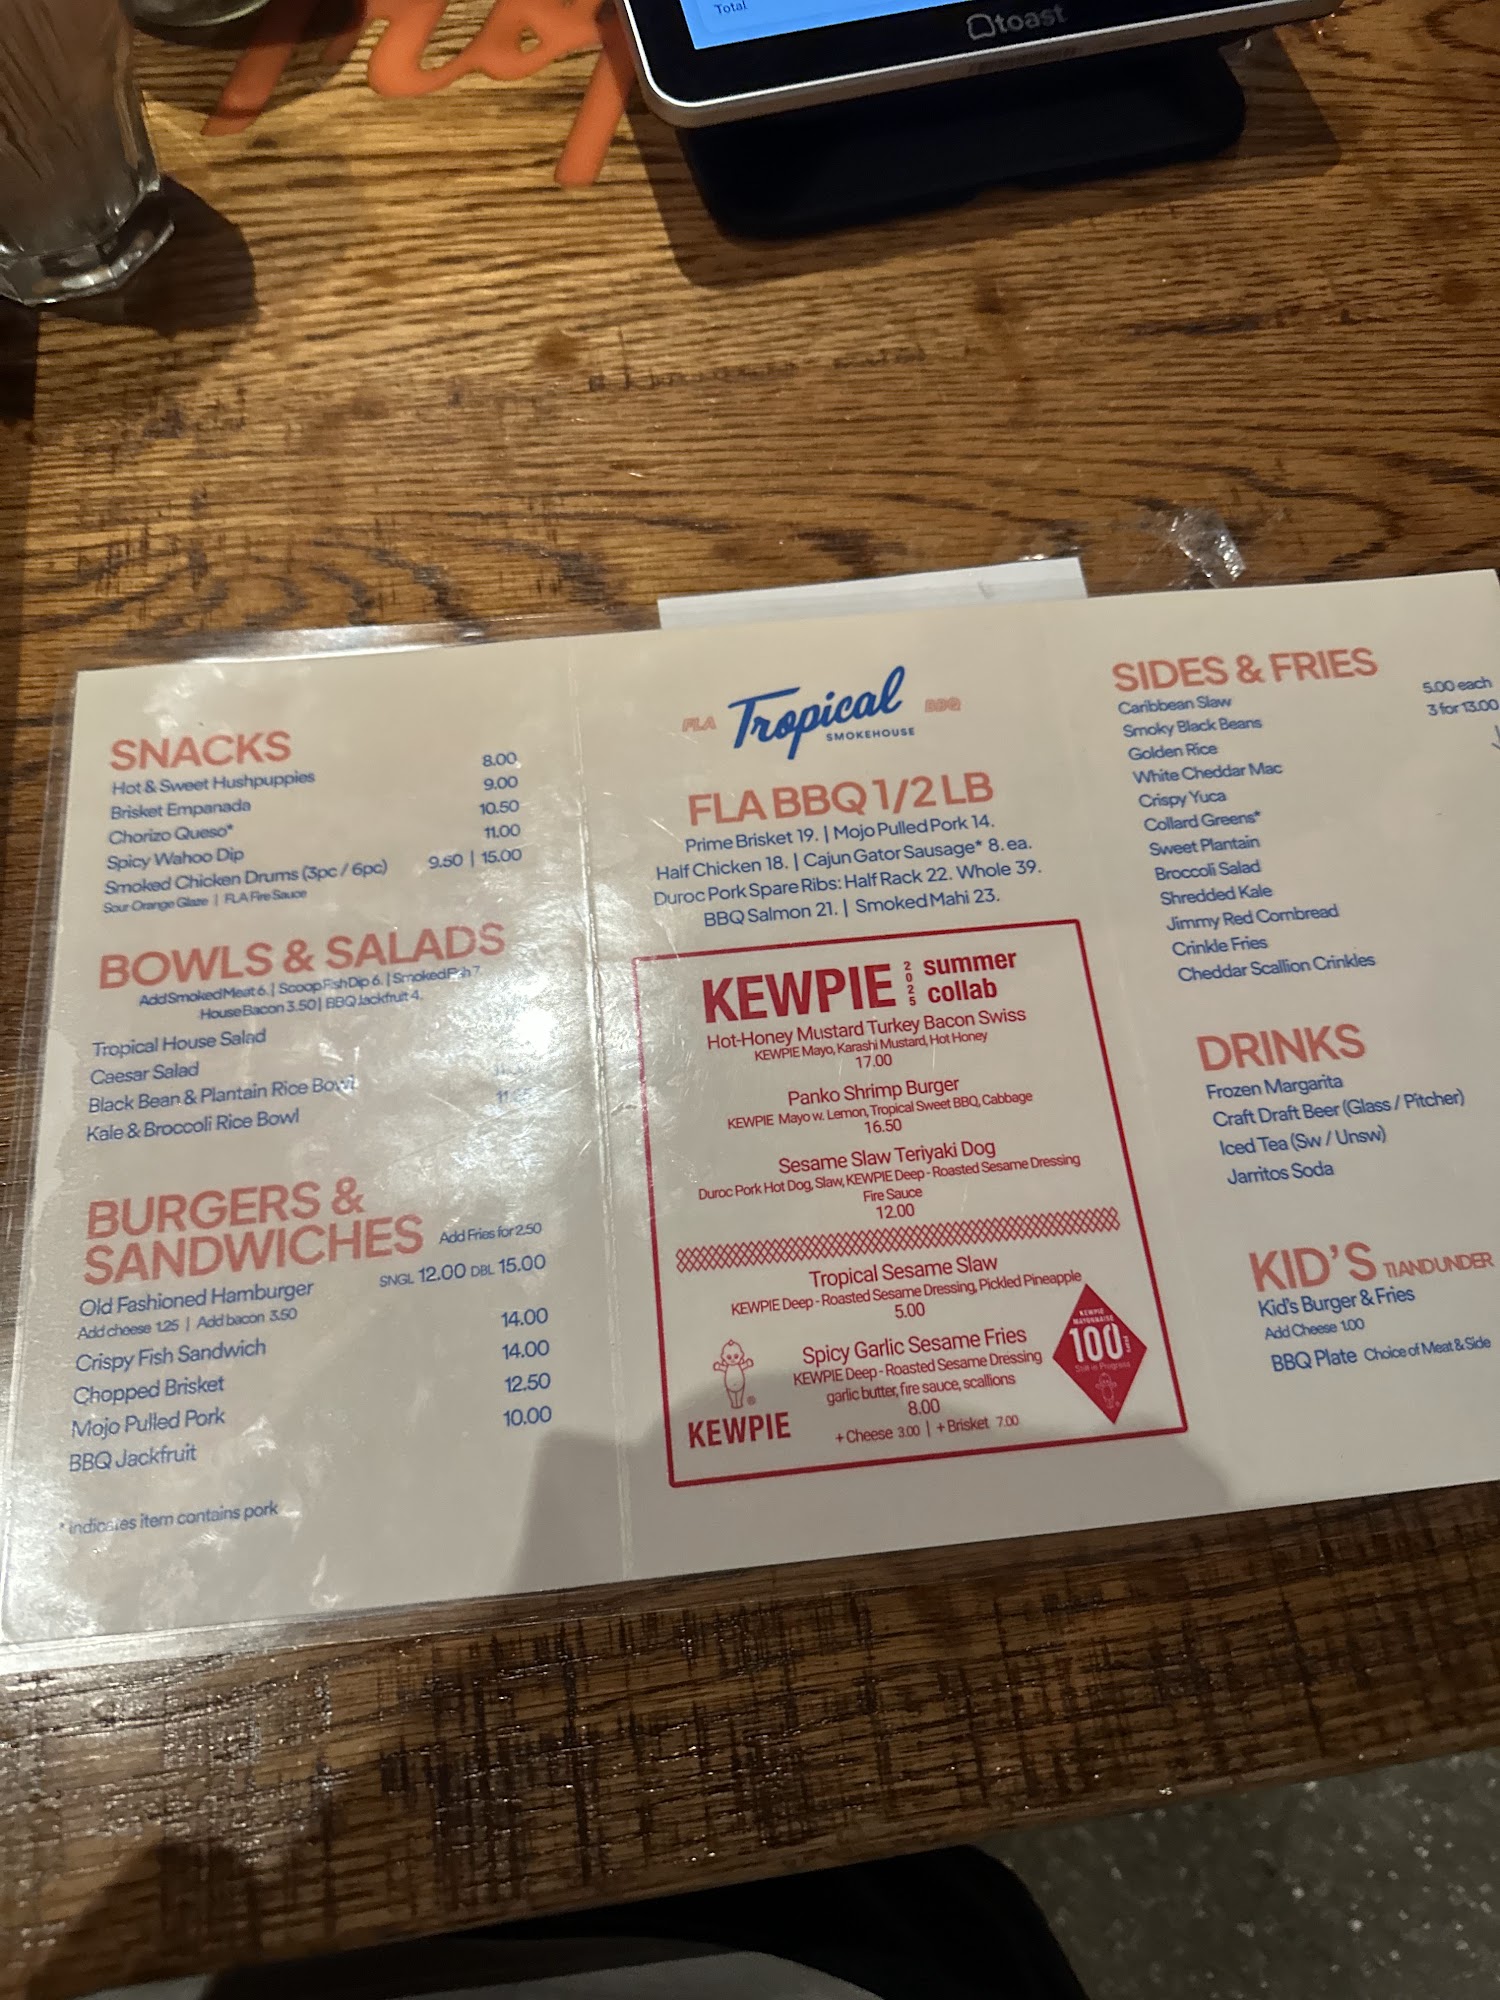 Total
toast
SNACKS
Hot & Sweet Hushpuppies 8.00
Brisket Empanada 9.00
Chorizo Queso* 10.50
Spicy Wahoo Dip 11.00
Smoked Chicken Drums (3pc / 6pc) 9.50 | 15.00
Sour Orange Glaze | FLA Fire Sauce
BOWLS & SALADS
Add Smoked Meat 6. | Scoop Fish Dip 6. | Smoked Fish 7.
House Bacon 3.50 | BBQ Jackfruit 4.
Tropical House Salad
Caesar Salad
Black Bean & Plantain Rice Bowl
Kale & Broccoli Rice Bowl
BURGERS &
SANDWICHES Add Fries for 2.50
Old Fashioned Hamburger SNGL 12.00 DBL 15.00
Add cheese 1.25 | Add bacon 3.50
Crispy Fish Sandwich 14.00
Chopped Brisket 14.00
Mojo Pulled Pork 12.50
BBQ Jackfruit 10.00
* indicates item contains pork
FLA Tropical BBQ
SMOKEHOUSE
FLA BBQ 1/2 LB
Prime Brisket 19. | Mojo Pulled Pork 14.
Half Chicken 18. | Cajun Gator Sausage* 8. ea.
Duroc Pork Spare Ribs: Half Rack 22. Whole 39.
BBQ Salmon 21. | Smoked Mahi 23.
KEWPIE 2025 summer
collab
Hot-Honey Mustard Turkey Bacon Swiss
KEWPIE Mayo, Karashi Mustard, Hot Honey
17.00
Panko Shrimp Burger
KEWPIE Mayo w. Lemon, Tropical Sweet BBQ, Cabbage
16.50
Sesame Slaw Teriyaki Dog
Duroc Pork Hot Dog, Slaw, KEWPIE Deep-Roasted Sesame Dressing
Fire Sauce
12.00
Tropical Sesame Slaw
KEWPIE Deep-Roasted Sesame Dressing, Pickled Pineapple
5.00
Spicy Garlic Sesame Fries
KEWPIE Deep-Roasted Sesame Dressing
garlic butter, fire sauce, scallions
8.00
+ Cheese 3.00 | + Brisket 7.00
KEWPIE
KEWPIE
MAYONNAISE
100
SIDES & FRIES
Caribbean Slaw 5.00 each
Smoky Black Beans 3 for 13.00
Golden Rice
White Cheddar Mac
Crispy Yuca
Collard Greens*
Sweet Plantain
Broccoli Salad
Shredded Kale
Jimmy Red Cornbread
Crinkle Fries
Cheddar Scallion Crinkles
DRINKS
Frozen Margarita
Craft Draft Beer (Glass / Pitcher)
Iced Tea (Sw / Unsw)
Jarritos Soda
KID'S 11 AND UNDER
Kid's Burger & Fries
Add Cheese 1.00
BBQ Plate Choice of Meat & Side